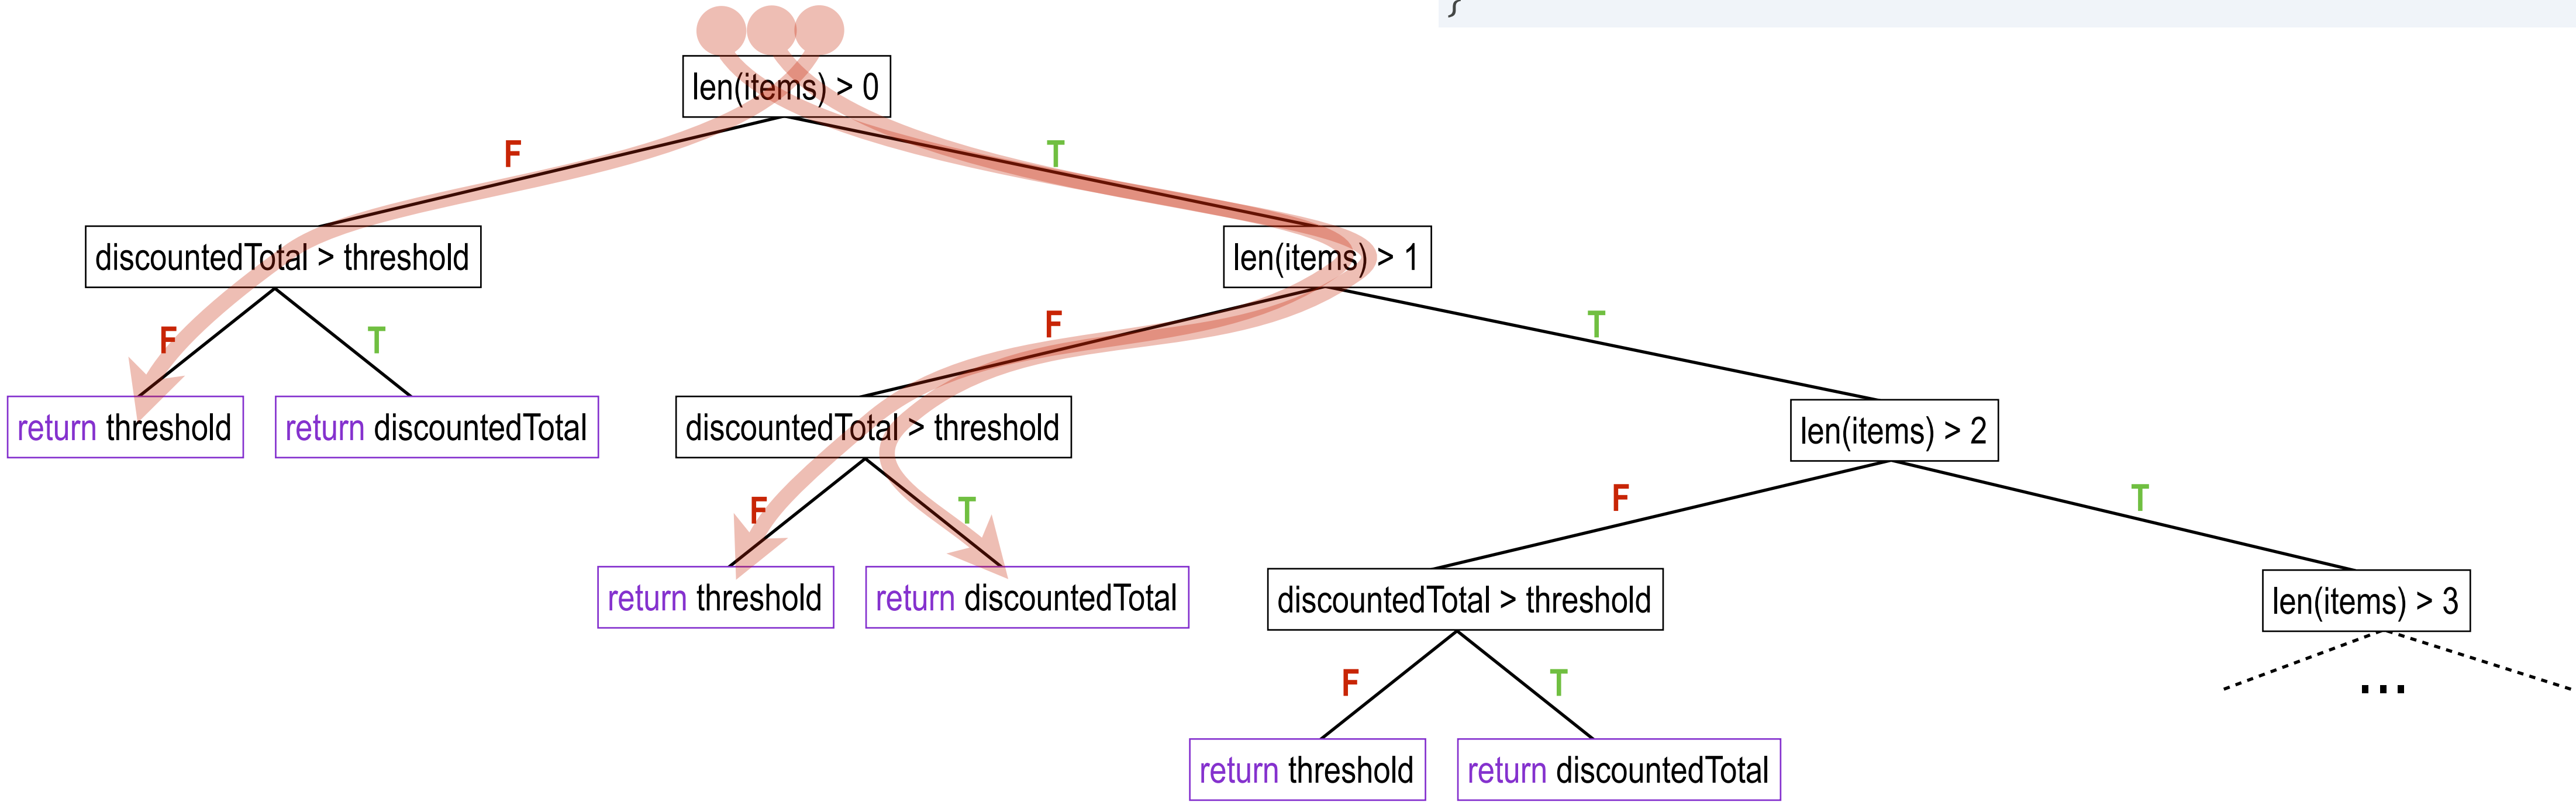 }
len(items) > 0
F
T
discountedTotal > threshold
len(items) > 1
F
T
F
T
return threshold
return discountedTotal
discountedTotal > threshold
len(items) > 2
F
T
F
T
return threshold
return discountedTotal
discountedTotal > threshold
len(items) > 3
F
T
...
return threshold
return discountedTotal